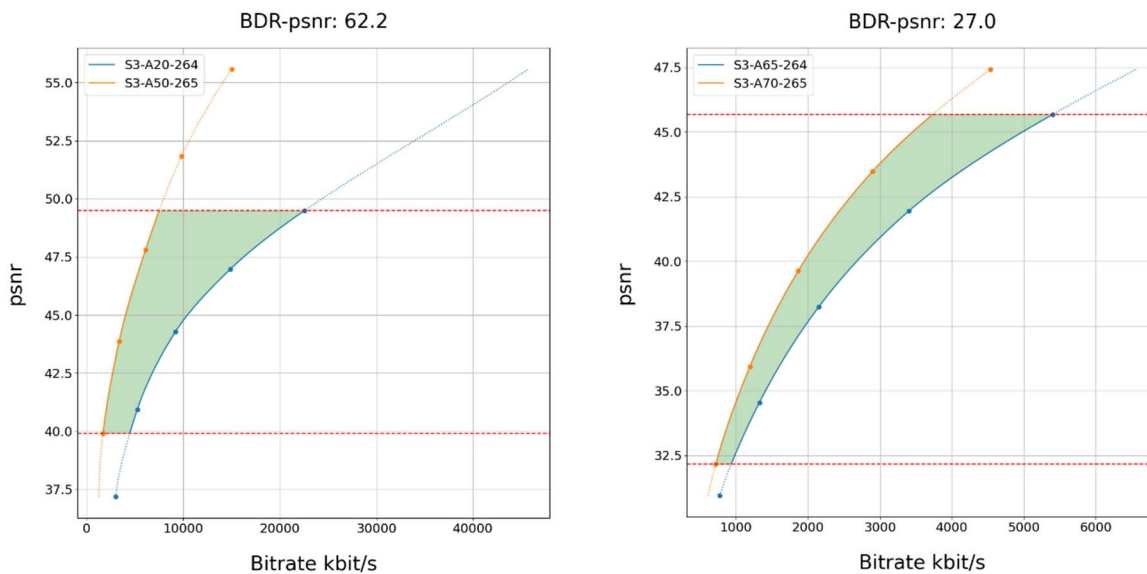 BDR-psnr: 62.2
S3-A20-264
S3-A50-265
psnr
55.0
52.5
50.0
47.5
45.0
42.5
40.0
37.5
0
10000
20000
30000
40000
Bitrate kbit/s
BDR-psnr: 27.0
S3-A65-264
S3-A70-265
psnr
47.5
45.0
42.5
40.0
37.5
35.0
32.5
1000
2000
3000
4000
5000
6000
Bitrate kbit/s